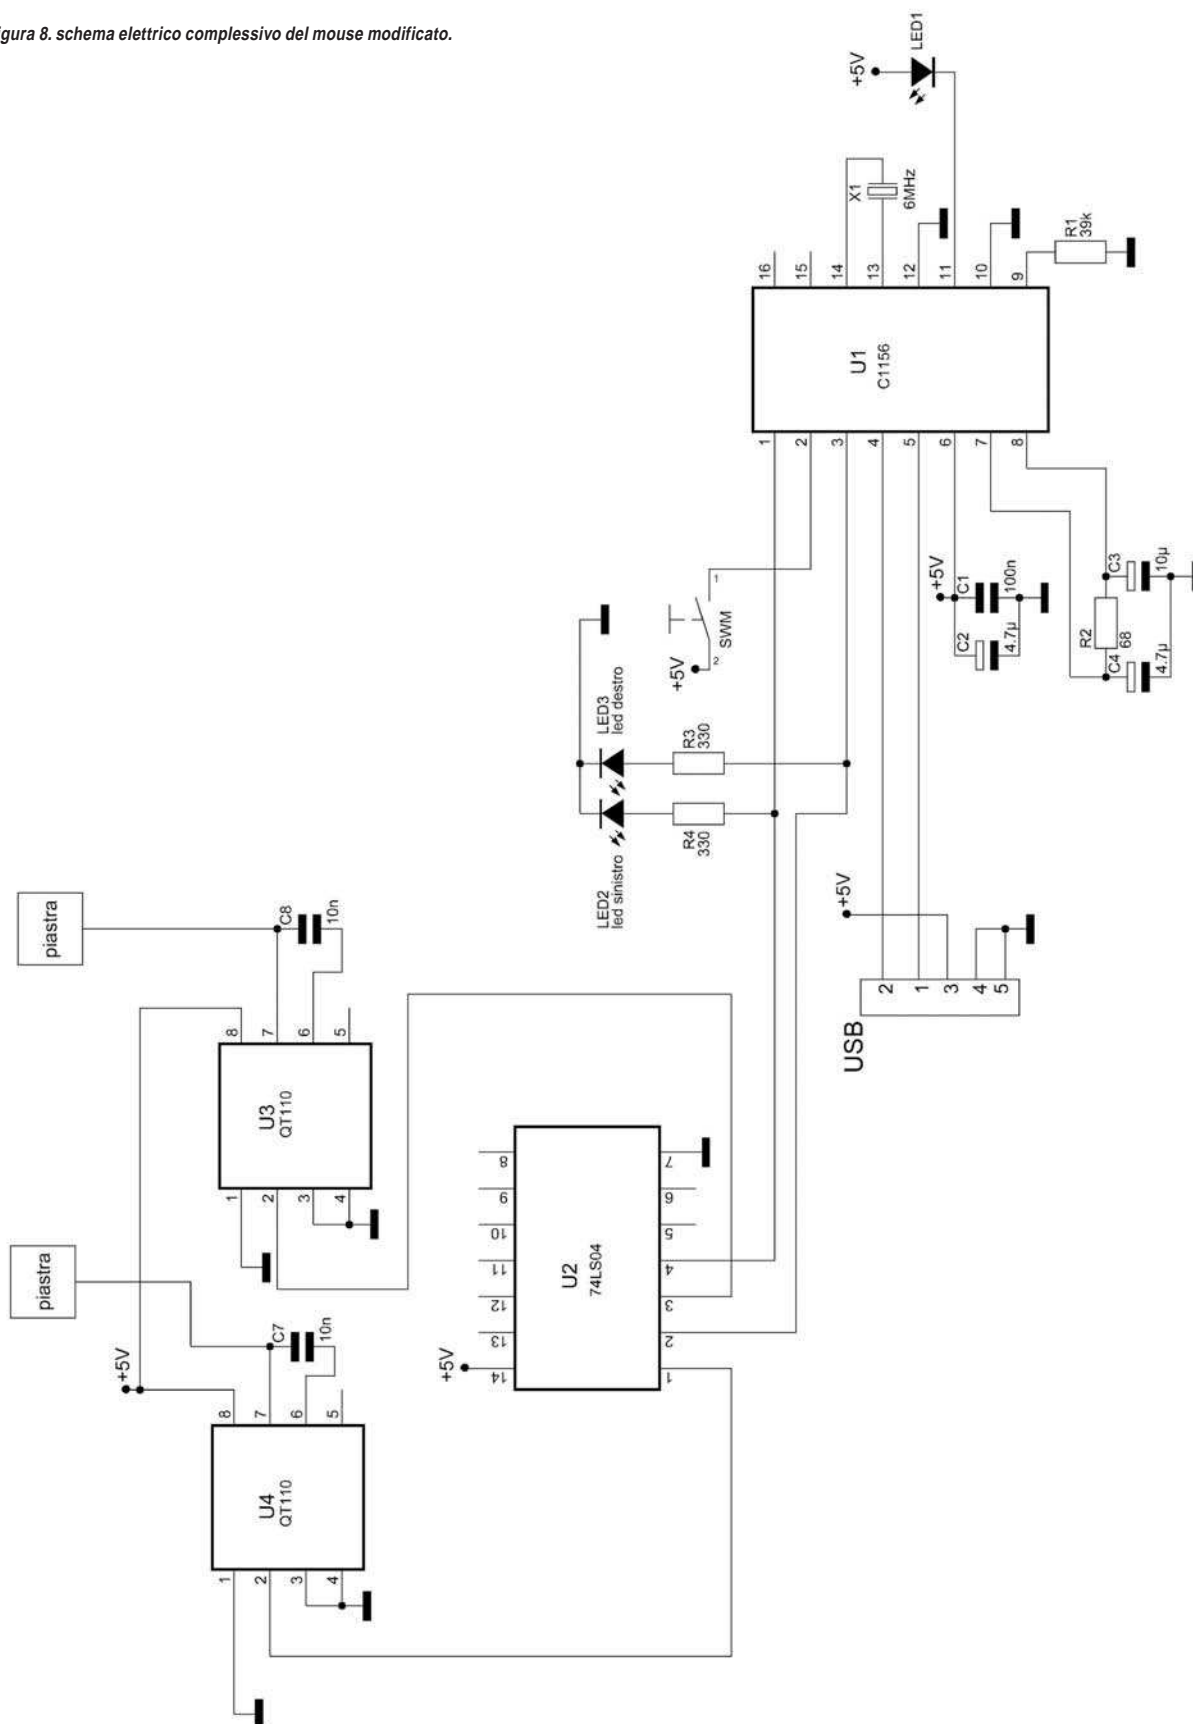 gura 8. schema elettrico complessivo del mouse modificato.
+5V
LED1
X1
6MHz
R1
39k
16
15
14
13
12
11
10
9
U1
C1156
1
2
3
4
5
6
7
8
+5V
C1
100n
C2
4.7µ
C3
10µ
R2
68
C4
4.7µ
1
SWM
2
+5V
LED3
led destro
R3
330
R4
330
LED2
led sinistro
+5V
2
1
3
4
5
USB
piastra
C8
10n
8
7
6
5
U3
QT110
1
2
3
4
8
9
10
11
12
13
14
U2
74LS04
7
6
5
4
3
2
1
+5V
piastra
+5V
C7
10n
8
7
6
5
U4
QT110
1
2
3
4